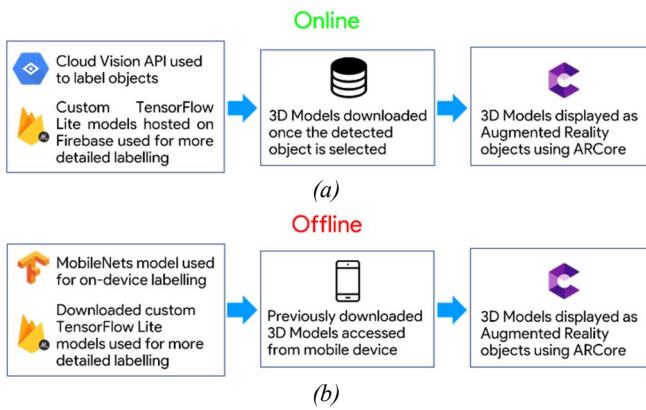 Online
Cloud Vision API used
to label objects
Custom TensorFlow
Lite models hosted on
Firebase used for more
detailed labelling
3D Models downloaded
once the detected
object is selected
3D Models displayed as
Augmented Reality
objects using ARCore
(a)
Offline
MobileNets model used
for on-device labelling
Downloaded custom
TensorFlow Lite
models used for more
detailed labelling
Previously downloaded
3D Models accessed
from mobile device
3D Models displayed as
Augmented Reality
objects using ARCore
(b)